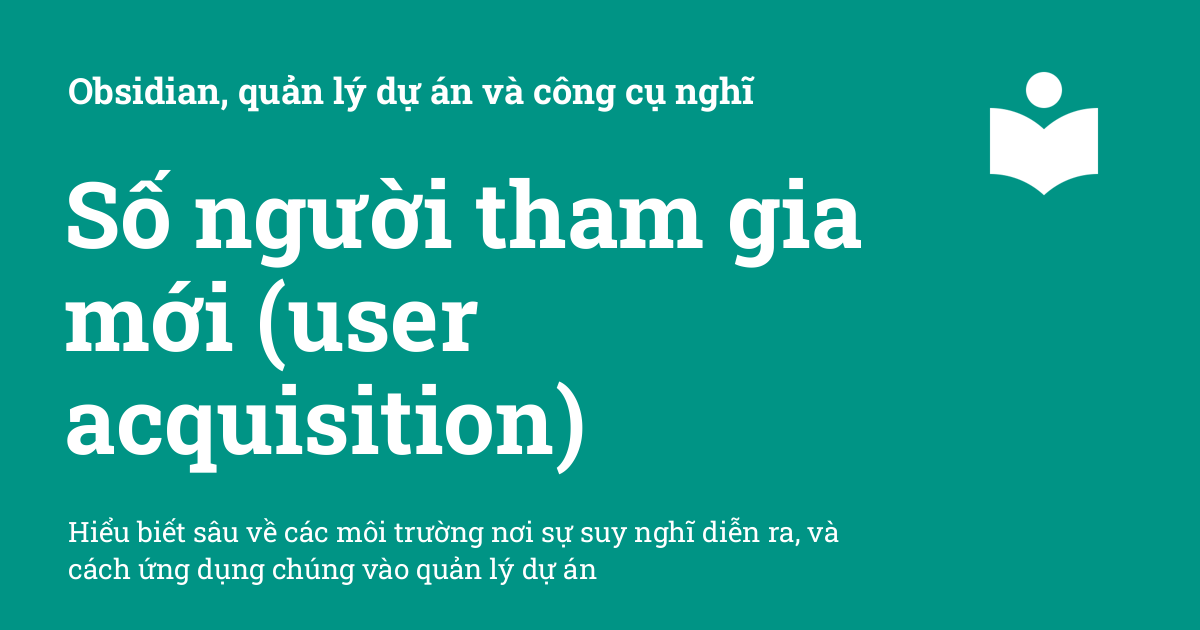 Obsidian, quản lý dự án và công cụ nghĩ
Số người tham gia
mới (user
acquisition)
Hiểu biết sâu về các môi trường nơi sự suy nghĩ diễn ra, và
cách ứng dụng chúng vào quản lý dự án